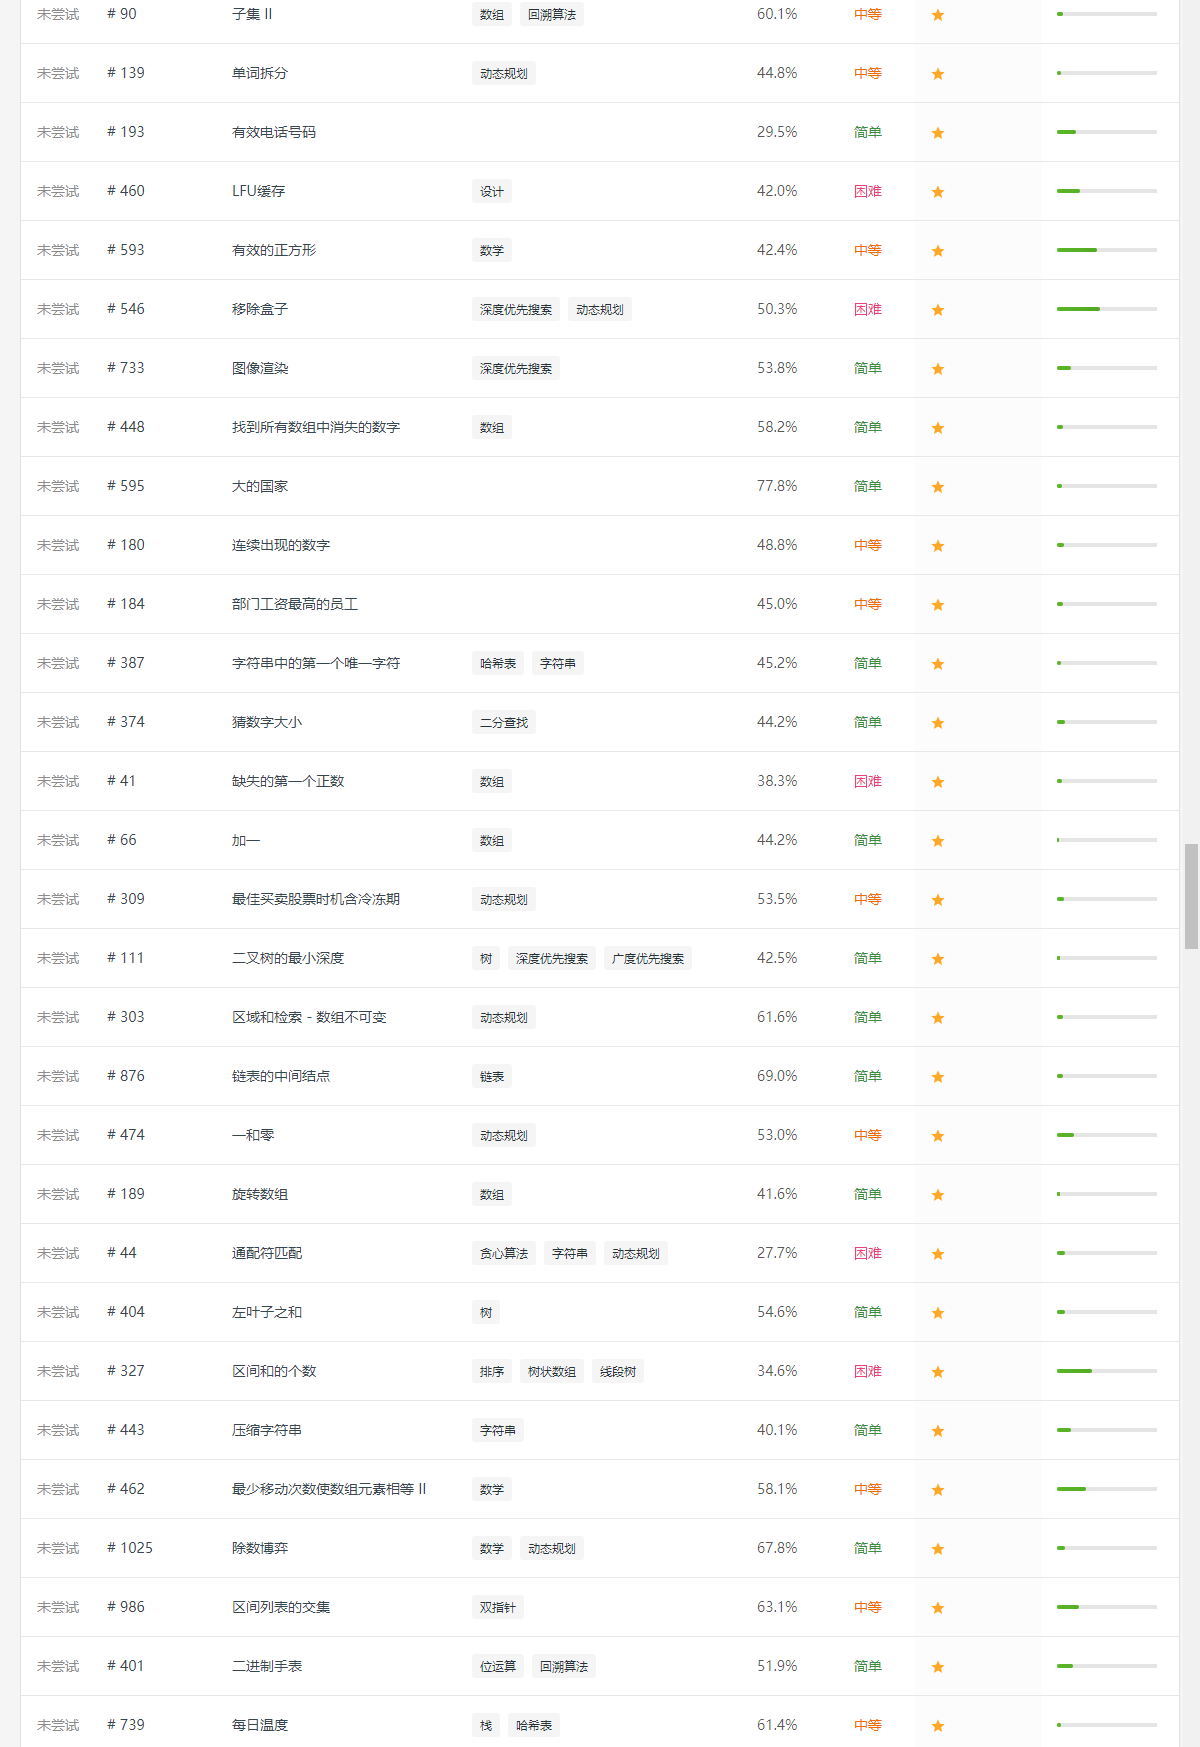 未尝试 # 90 子集 II 数组 回溯算法 60.1% 中等
未尝试 # 139 单词拆分 动态规划 44.8% 中等
未尝试 # 193 有效电话号码 29.5% 简单
未尝试 # 460 LFU缓存 设计 42.0% 困难
未尝试 # 593 有效的正方形 数学 42.4% 中等
未尝试 # 546 移除盒子 深度优先搜索 动态规划 50.3% 困难
未尝试 # 733 图像渲染 深度优先搜索 53.8% 简单
未尝试 # 448 找到所有数组中消失的数字 数组 58.2% 简单
未尝试 # 595 大的国家 77.8% 简单
未尝试 # 180 连续出现的数字 48.8% 中等
未尝试 # 184 部门工资最高的员工 45.0% 中等
未尝试 # 387 字符串中的第一个唯一字符 哈希表 字符串 45.2% 简单
未尝试 # 374 猜数字大小 二分查找 44.2% 简单
未尝试 # 41 缺失的第一个正数 数组 38.3% 困难
未尝试 # 66 加一 数组 44.2% 简单
未尝试 # 309 最佳买卖股票时机含冷冻期 动态规划 53.5% 中等
未尝试 # 111 二叉树的最小深度 树 深度优先搜索 广度优先搜索 42.5% 简单
未尝试 # 303 区域和检索 - 数组不可变 动态规划 61.6% 简单
未尝试 # 876 链表的中间结点 链表 69.0% 简单
未尝试 # 474 一和零 动态规划 53.0% 中等
未尝试 # 189 旋转数组 数组 41.6% 简单
未尝试 # 44 通配符匹配 贪心算法 字符串 动态规划 27.7% 困难
未尝试 # 404 左叶子之和 树 54.6% 简单
未尝试 # 327 区间和的个数 排序 树状数组 线段树 34.6% 困难
未尝试 # 443 压缩字符串 字符串 40.1% 简单
未尝试 # 462 最少移动次数使数组元素相等 II 数学 58.1% 中等
未尝试 # 1025 除数博弈 数学 动态规划 67.8% 简单
未尝试 # 986 区间列表的交集 双指针 63.1% 中等
未尝试 # 401 二进制手表 位运算 回溯算法 51.9% 简单
未尝试 # 739 每日温度 栈 哈希表 61.4% 中等